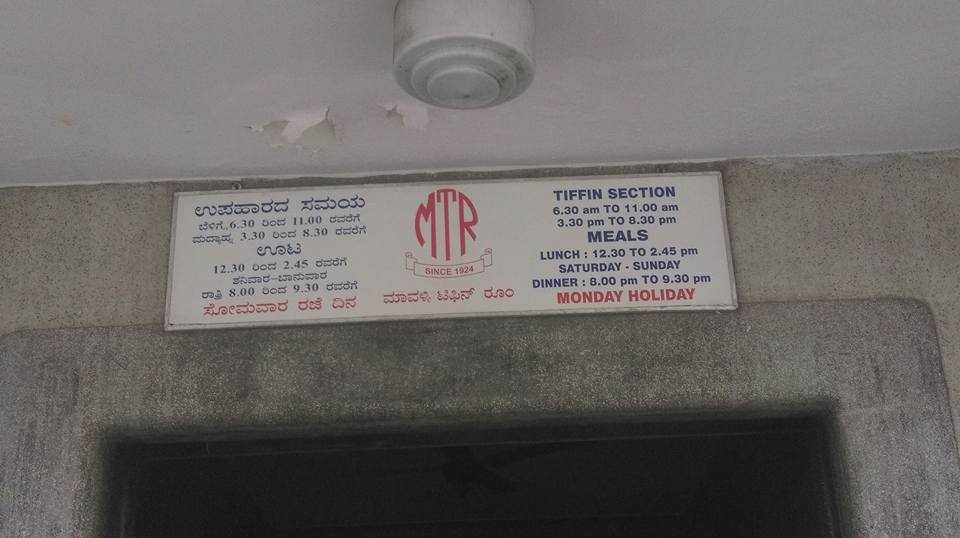 ಉಪಹಾರದ ಸಮಯ
ಬೆಳಿಗ್ಗೆ 6.30 ರಿಂದ 11.00 ರವರೆಗೆ
ಮಧ್ಯಾಹ್ನ 3.30 ರಿಂದ 8.30 ರವರೆಗೆ
ಊಟ
12.30 ರಿಂದ 2.45 ರವರೆಗೆ
ಶನಿವಾರ-ಭಾನುವಾರ
ರಾತ್ರಿ 8.00 ರಿಂದ 9.30 ರವರೆಗೆ
ಸೋಮವಾರ ರಜೆ ದಿನ
MTR
SINCE 1924
ಮಾವಳ್ಳಿ ಟಿಫಿನ್ ರೂಂ
TIFFIN SECTION
6.30 am TO 11.00 am
3.30 pm TO 8.30 pm
MEALS
LUNCH : 12.30 TO 2.45 pm
SATURDAY - SUNDAY
DINNER : 8.00 pm TO 9.30 pm
MONDAY HOLIDAY